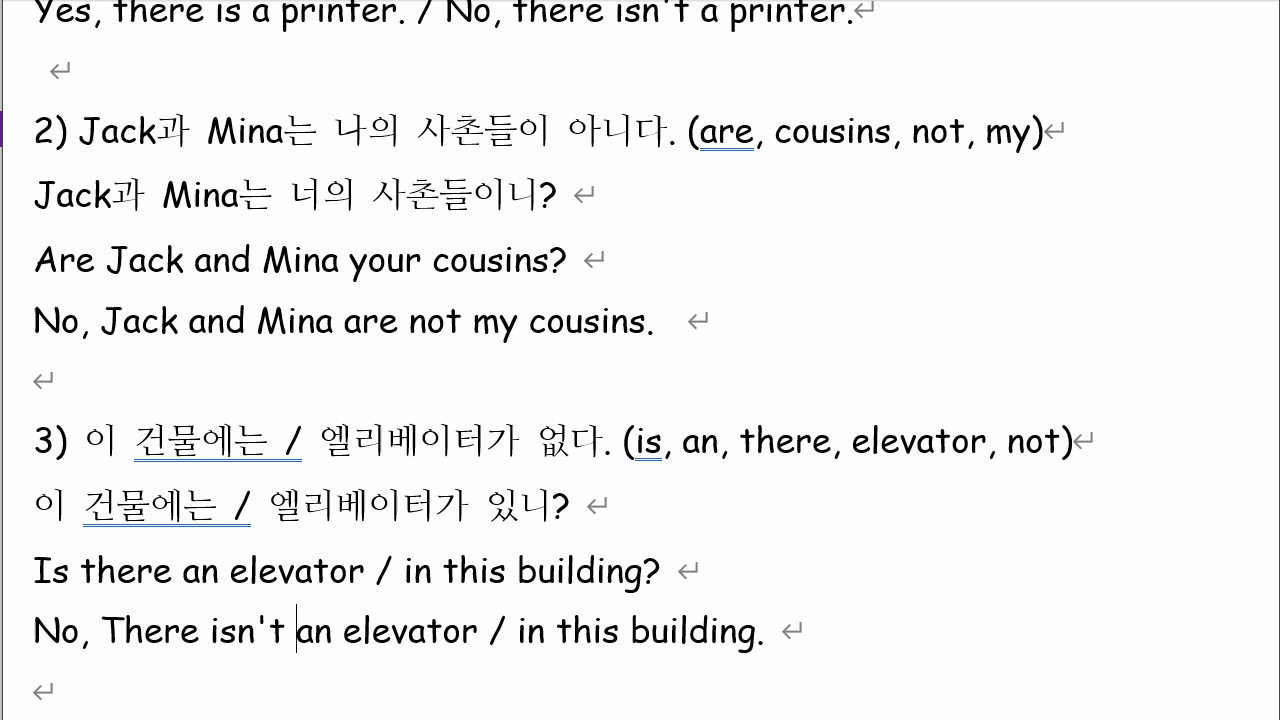 Yes, there is a printer. / No, there isn't a printer.
2) Jack과 Mina는 나의 사촌들이 아니다. (are, cousins, not, my)
Jack과 Mina는 너의 사촌들이니?
Are Jack and Mina your cousins?
No, Jack and Mina are not my cousins.
3) 이 건물에는 / 엘리베이터가 없다. (is, an, there, elevator, not)
이 건물에는 / 엘리베이터가 있니?
Is there an elevator / in this building?
No, There isn't an elevator / in this building.